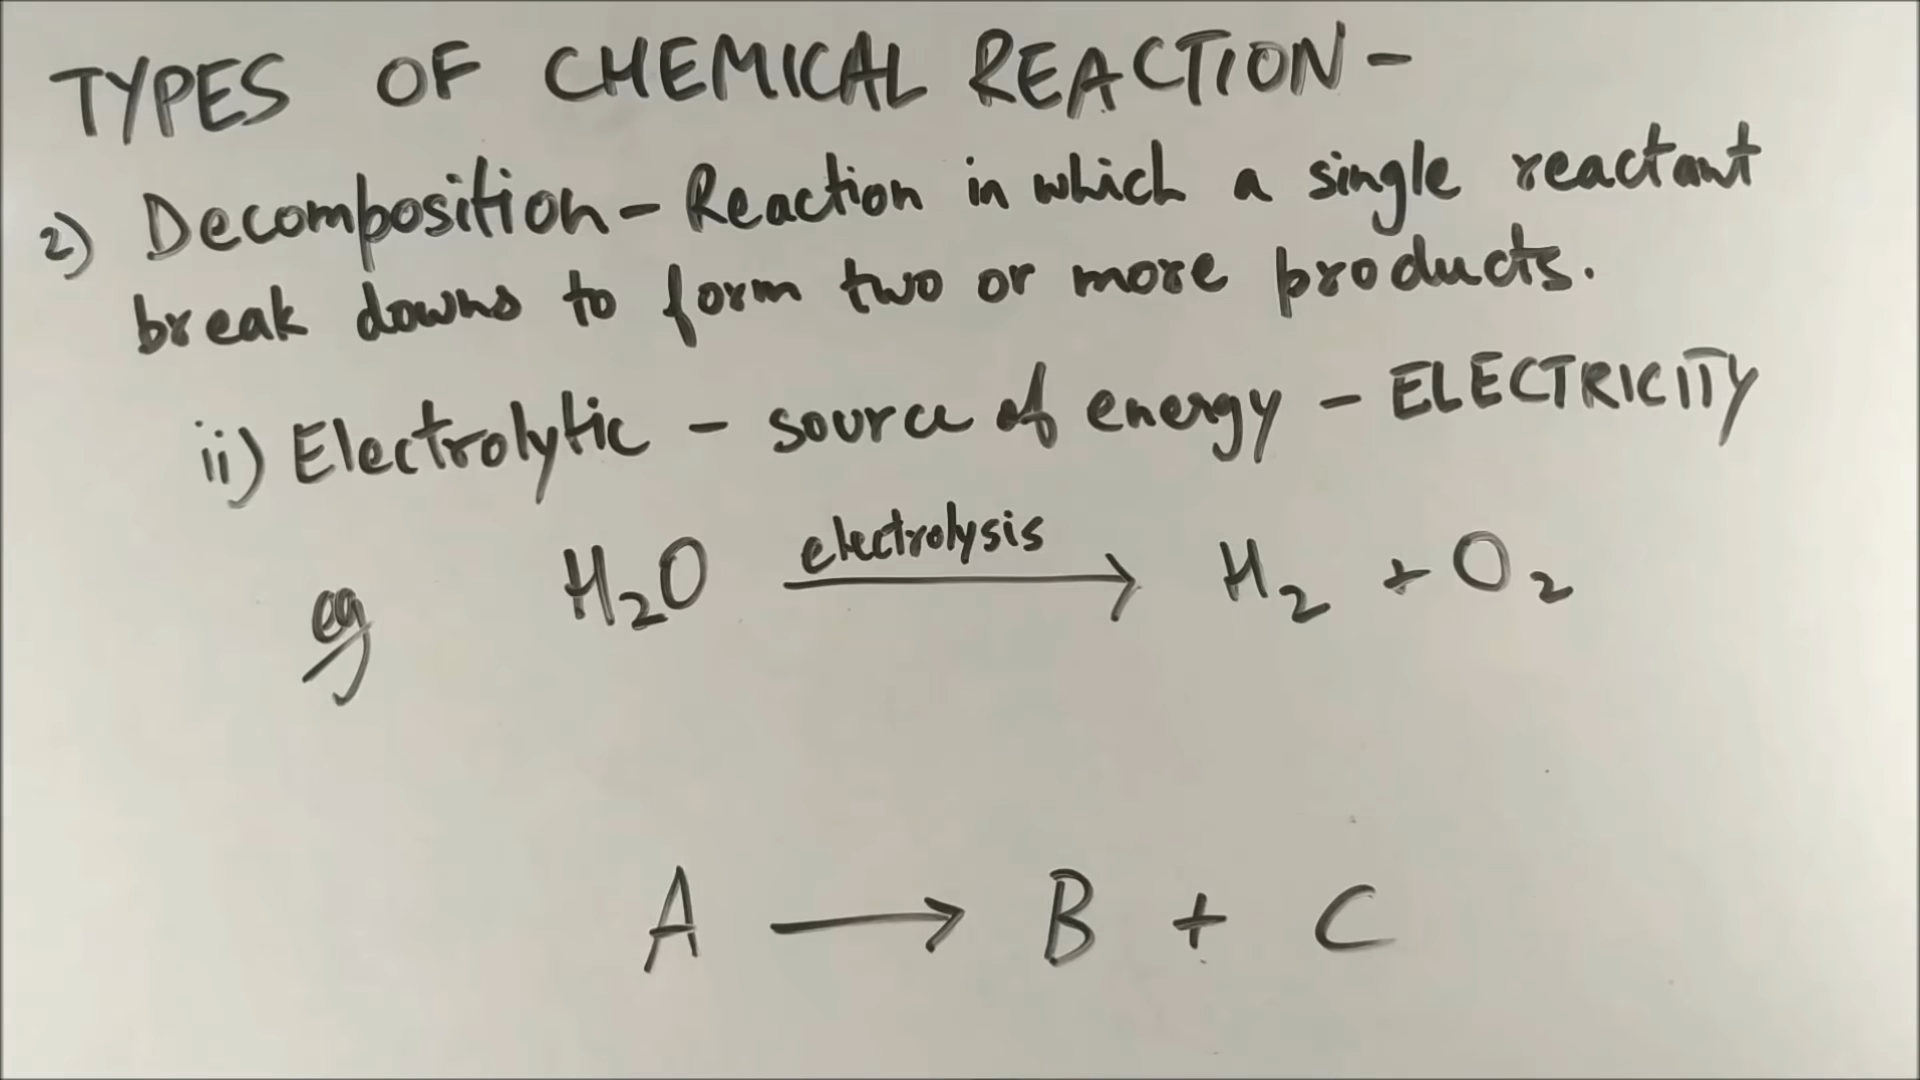 TYPES OF CHEMICAL REACTION -
2) Decomposition - Reaction in which a single reactant
break downs to form two or more products.
ii) Electrolytic - source of energy - ELECTRICITY
eg H₂O electrolysis → H₂ + O₂
A → B + C